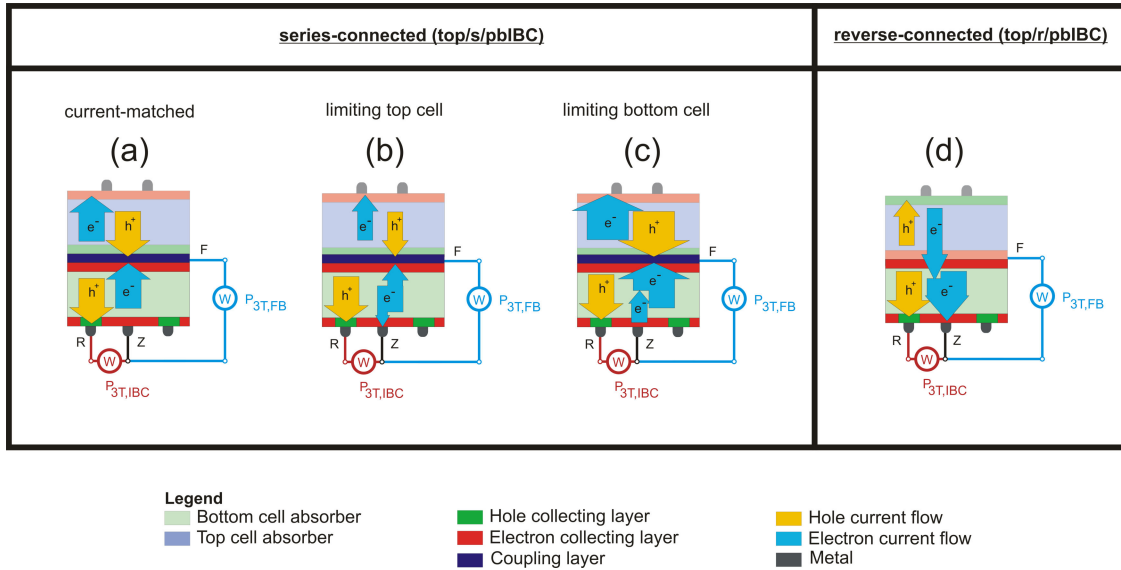 series-connected (top/s/pbIBC)
reverse-connected (top/r/pbIBC)
current-matched
limiting top cell
limiting bottom cell
(a)
(b)
(c)
(d)
e-
h+
F
h+
e-
W
P3T,FB
R
Z
W
P3T,IBC
e-
h+
F
h+
e-
W
P3T,FB
R
Z
W
P3T,IBC
e-
h+
F
h+
e-
e-
W
P3T,FB
R
Z
W
P3T,IBC
h+
e-
F
h+
e-
W
P3T,FB
R
Z
W
P3T,IBC
Legend
Bottom cell absorber
Top cell absorber
Hole collecting layer
Electron collecting layer
Coupling layer
Hole current flow
Electron current flow
Metal